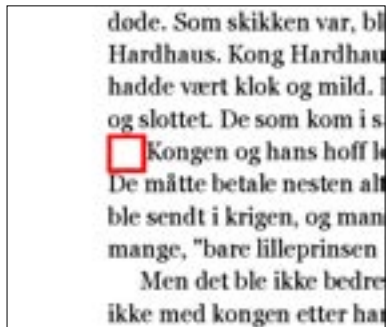 døde. Som skikken var, bl
Hardhaus. Kong Hardhau
hadde vært klok og mild.
og slottet. De som kom i s
Kongen og hans hoff l
De måtte betale nesten alt
ble sendt i krigen, og man
mange, "bare lilleprinsen
Men det ble ikke bedre
ikke med kongen etter han